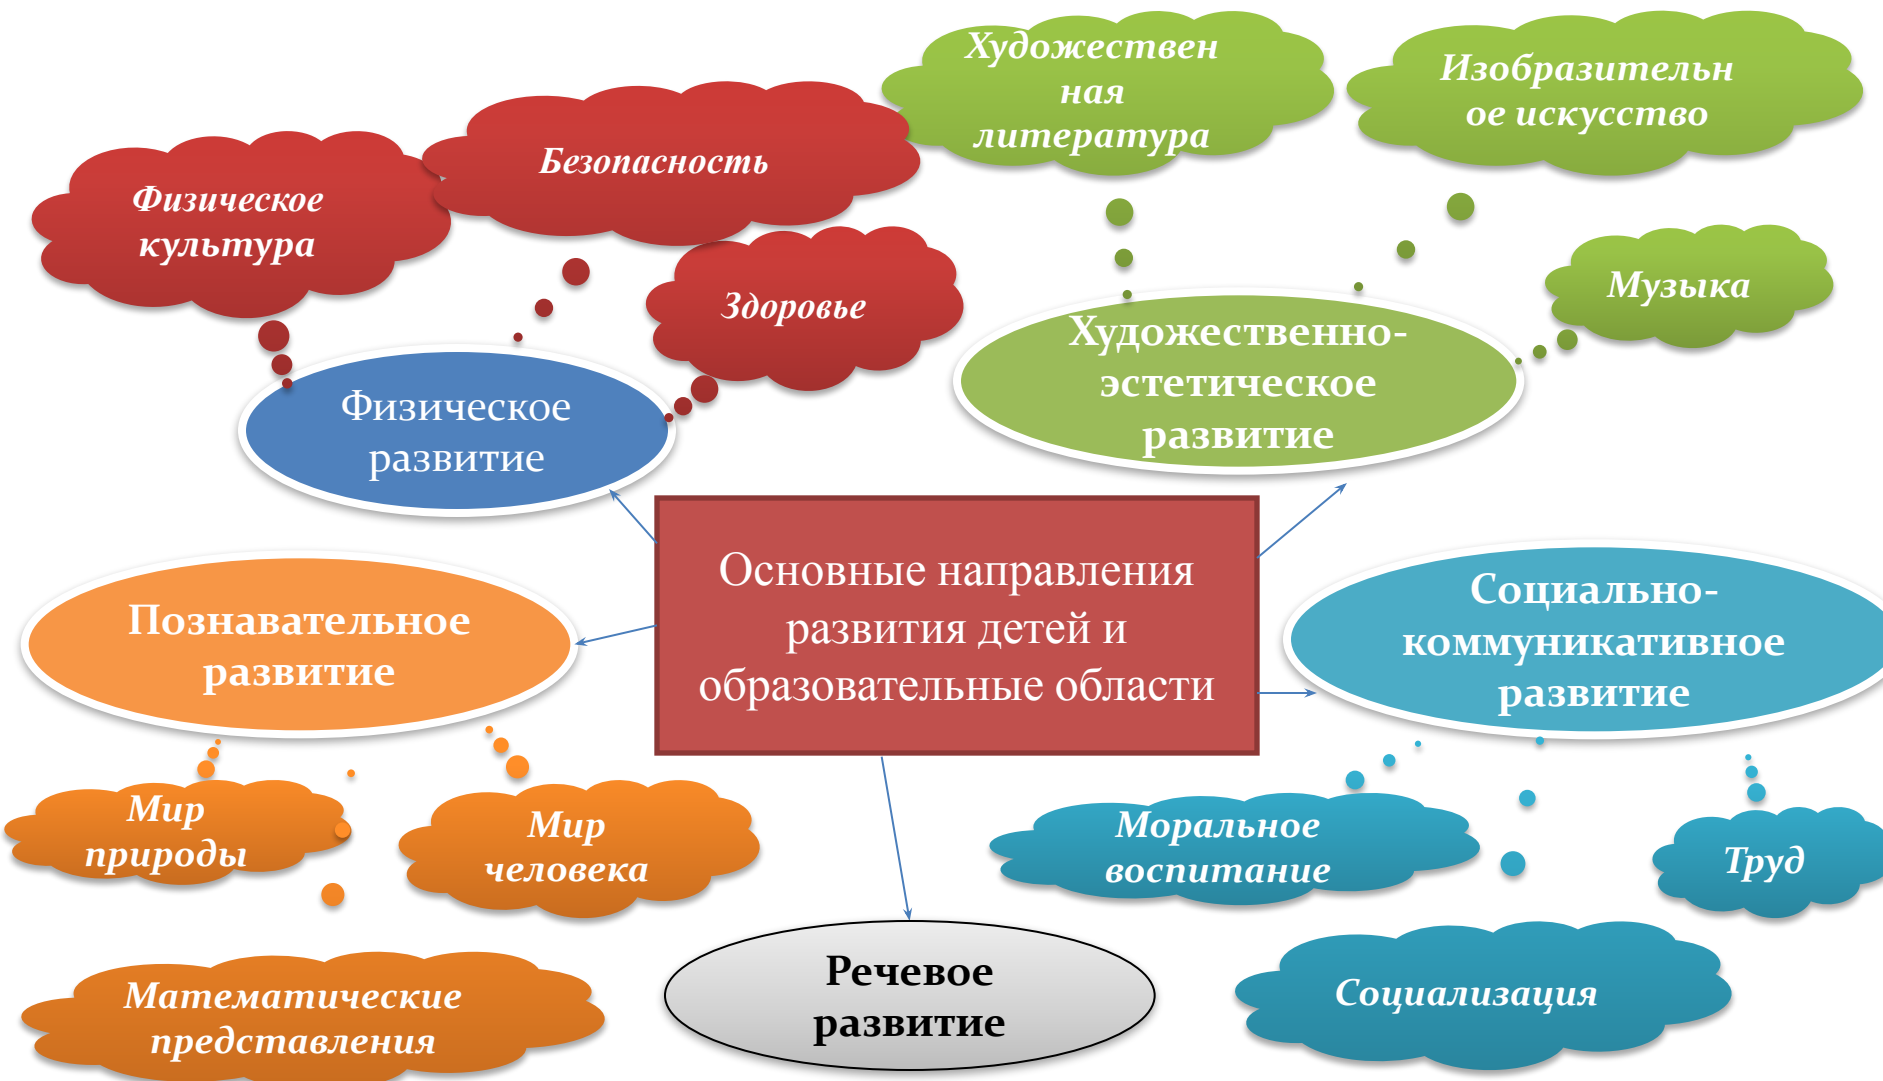 Художествен
ная
литература
Изобразительн
ое искусство
Безопасность
Физическое
культура
Здоровье
Музыка
Художественно-
эстетическое
развитие
Физическое
развитие
Основные направления
развития детей и
образовательные области
Познавательное
развитие
Социально-
коммуникативное
развитие
Мир
природы
Мир
человека
Моральное
воспитание
Труд
Математические
представления
Речевое
развитие
Социализация